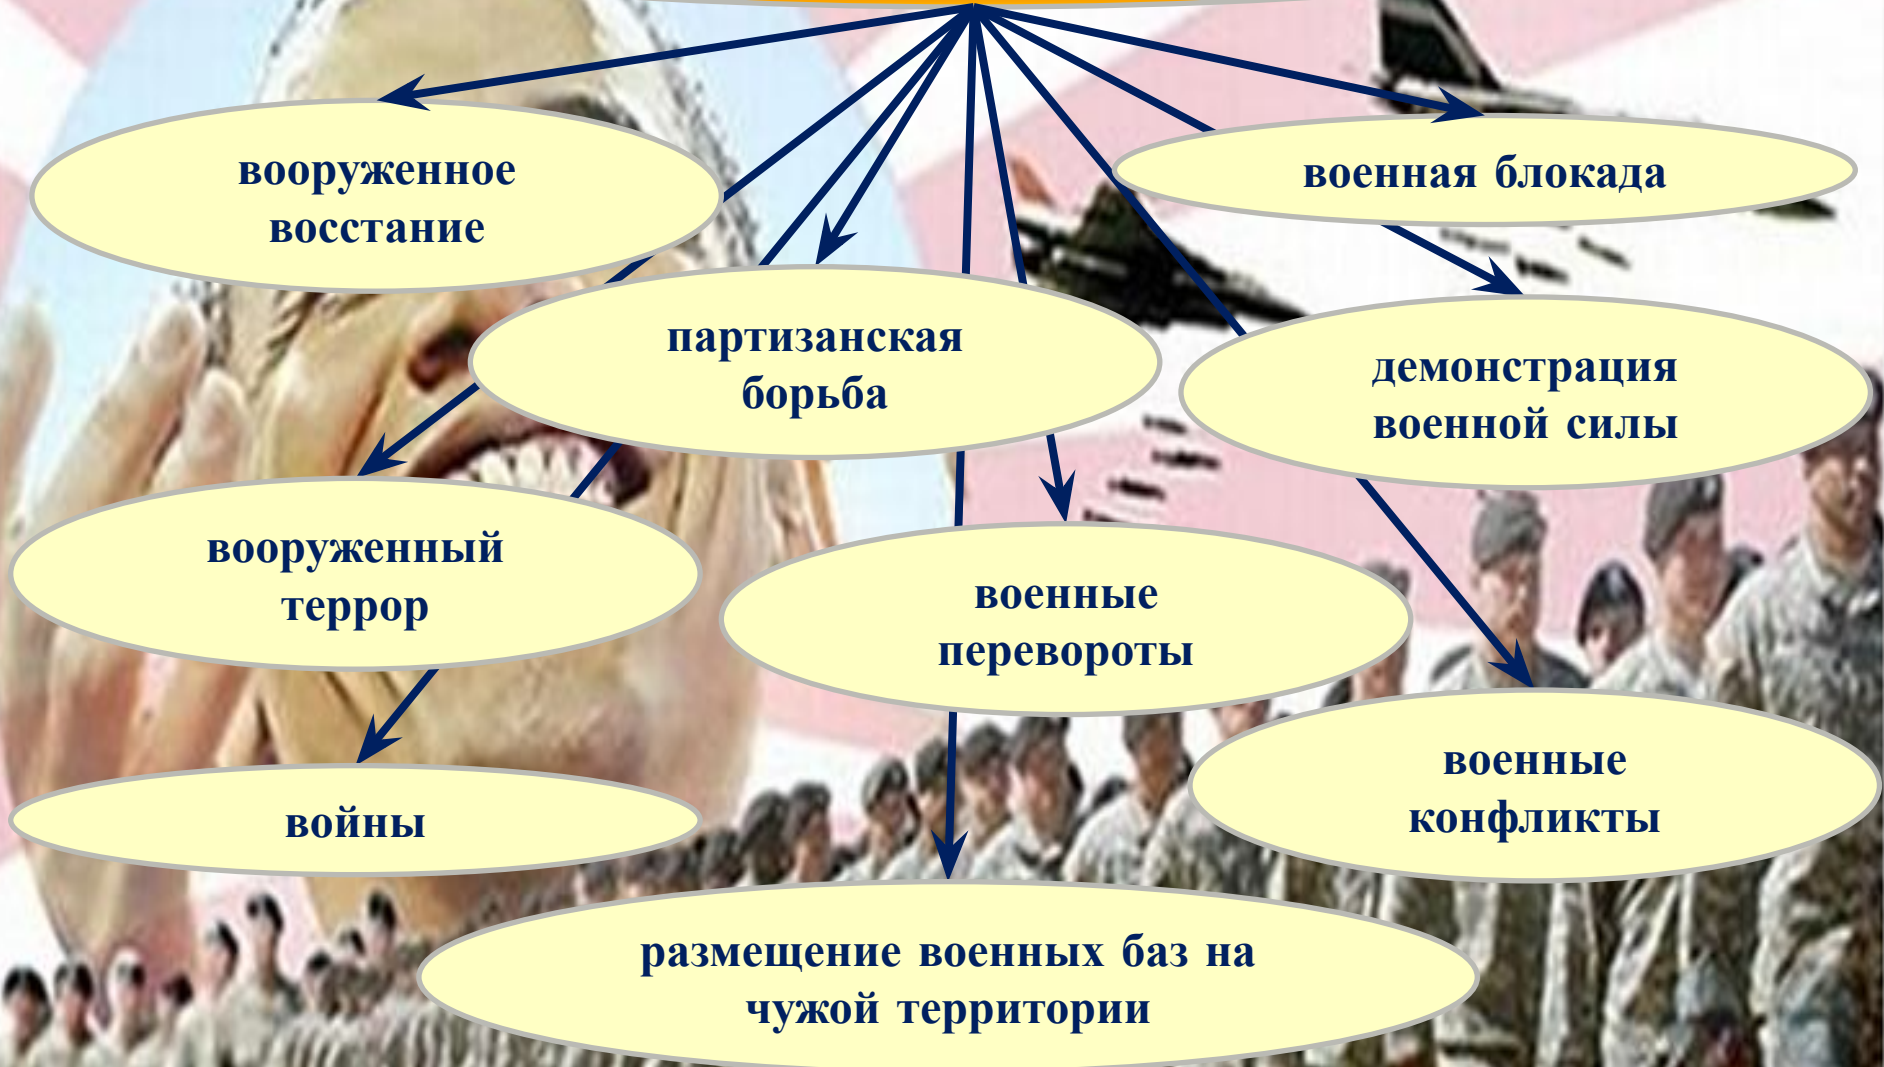 вооруженное
восстание
военная блокада
партизанская
борьба
демонстрация
военной силы
вооруженный
террор
военные
перевороты
военные
конфликты
войны
размещение военных баз на
чужой территории